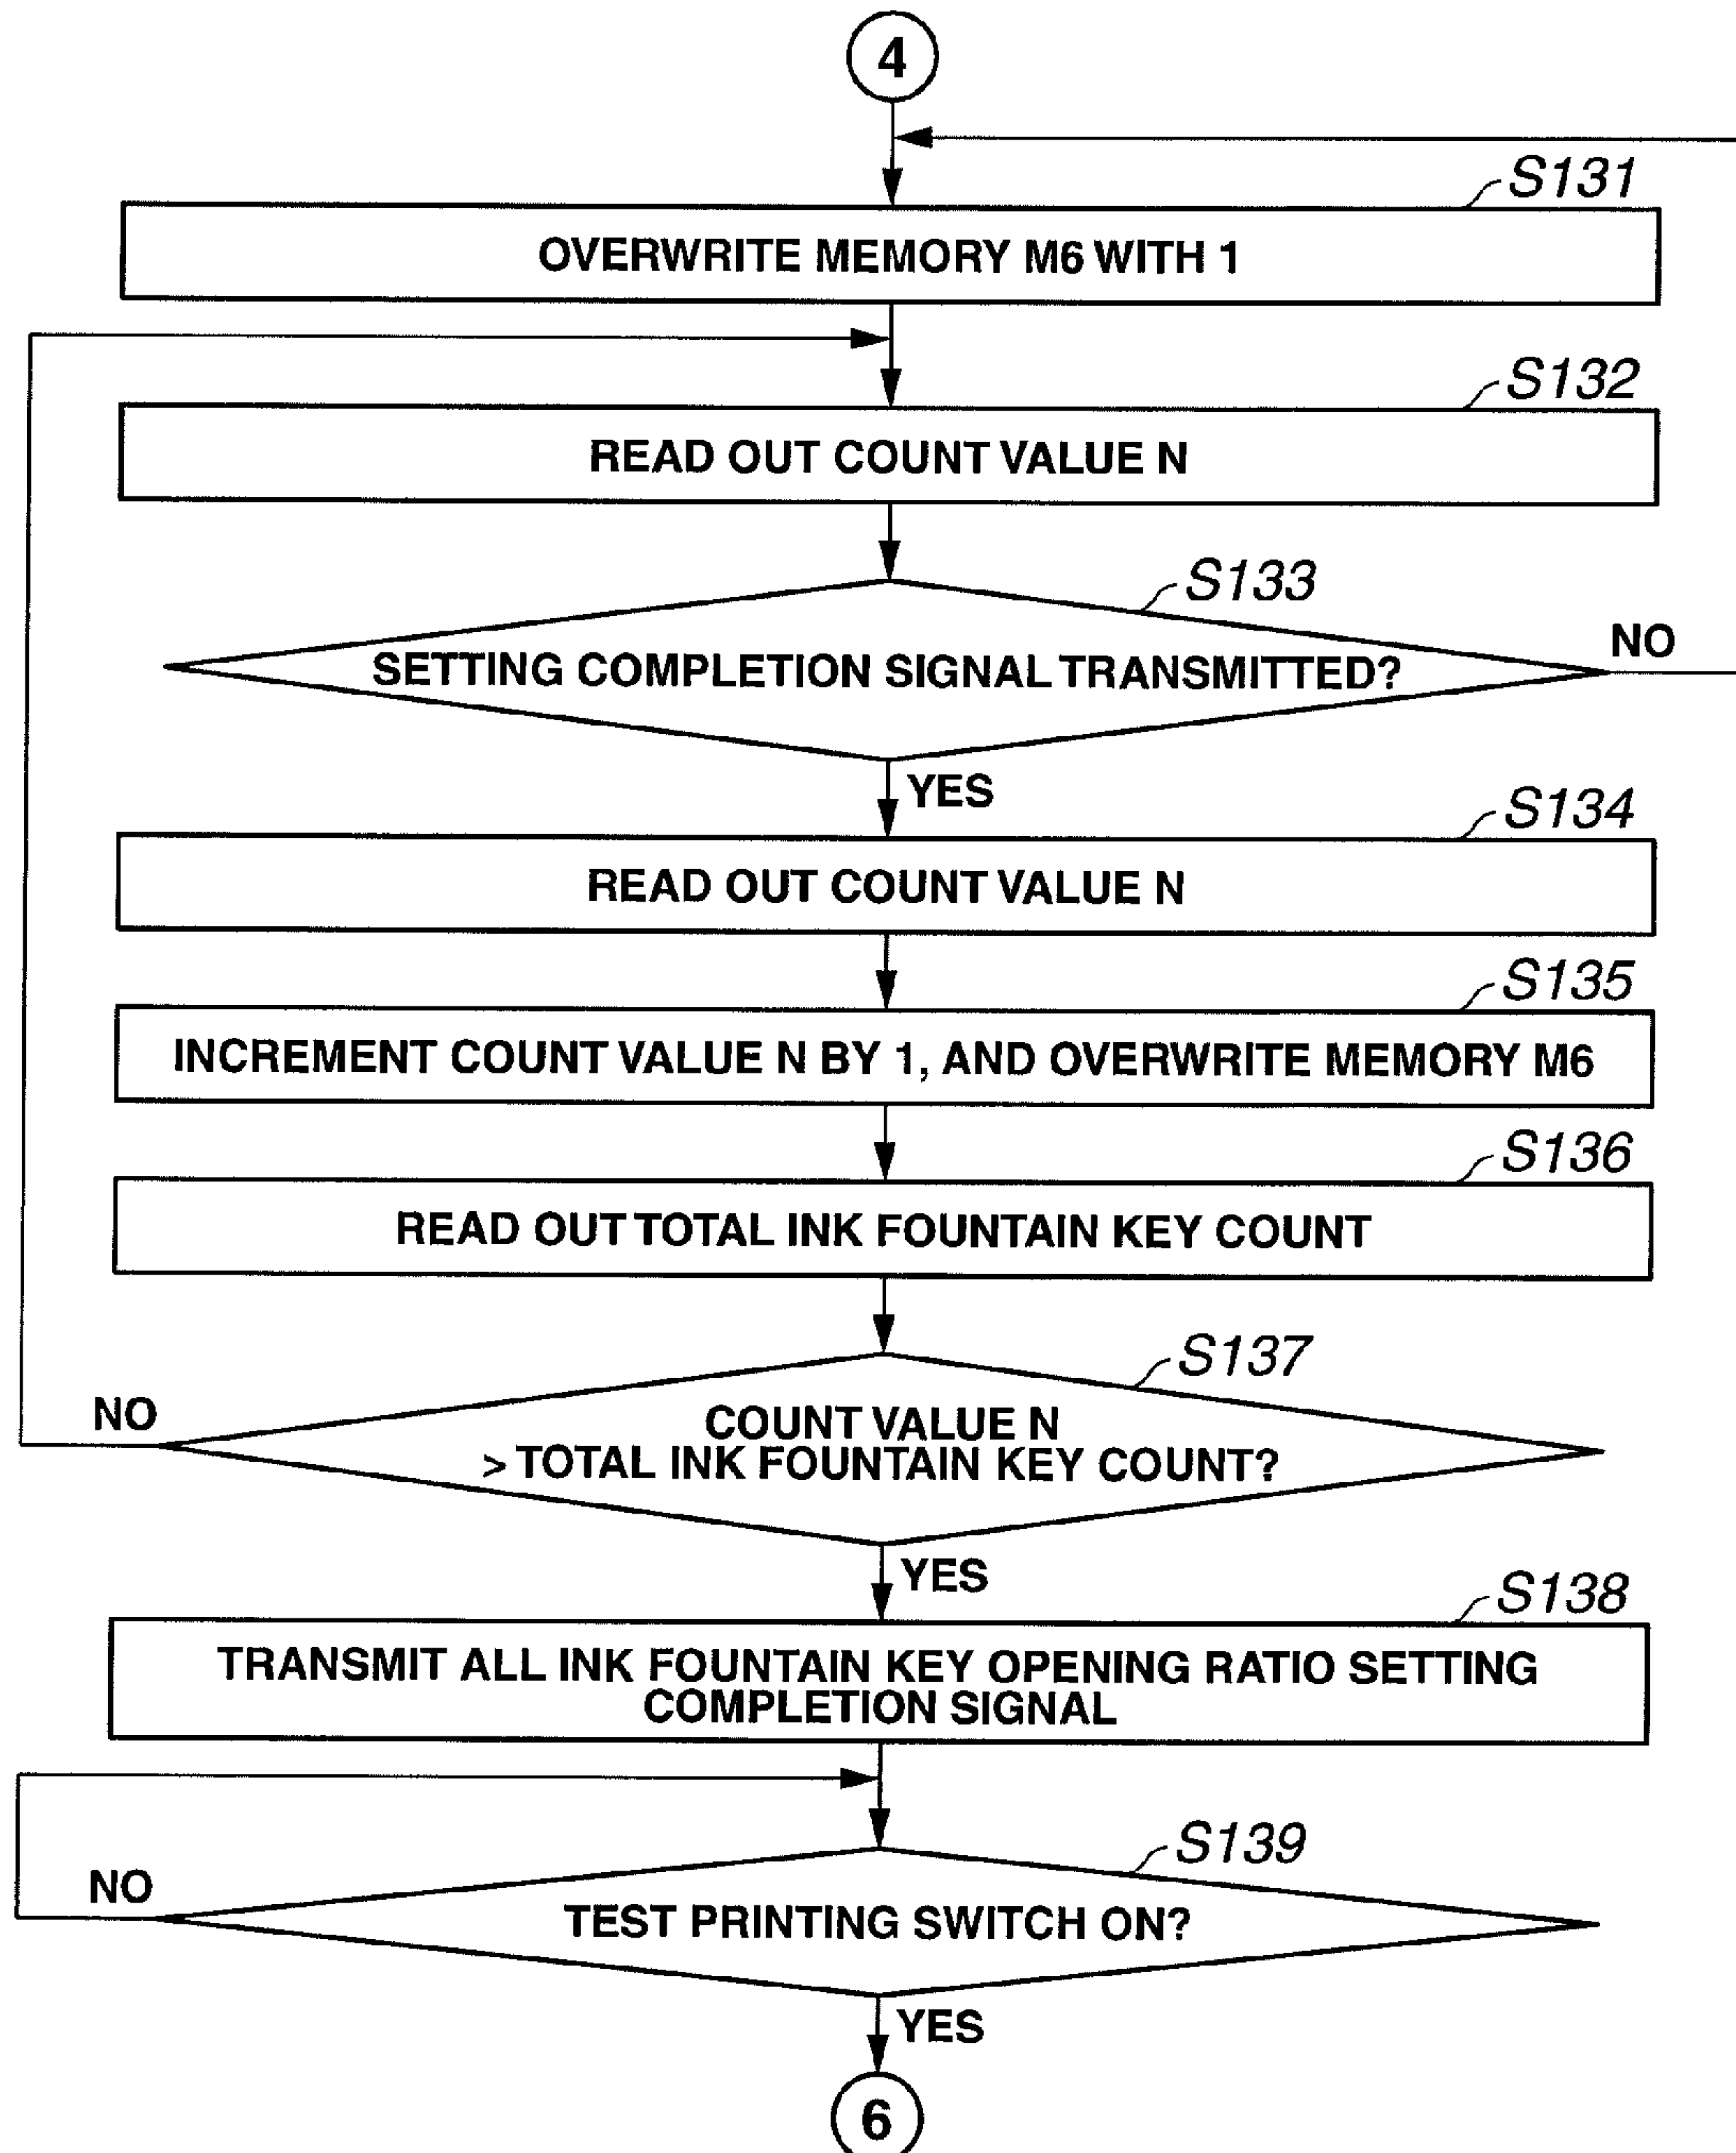 4
S131
OVERWRITE MEMORY M6 WITH 1
S132
READ OUT COUNT VALUE N
S133
SETTING COMPLETION SIGNAL TRANSMITTED?
NO
YES
S134
READ OUT COUNT VALUE N
S135
INCREMENT COUNT VALUE N BY 1, AND OVERWRITE MEMORY M6
S136
READ OUT TOTAL INK FOUNTAIN KEY COUNT
S137
NO
COUNT VALUE N
> TOTAL INK FOUNTAIN KEY COUNT?
YES
S138
TRANSMIT ALL INK FOUNTAIN KEY OPENING RATIO SETTING
COMPLETION SIGNAL
S139
NO
TEST PRINTING SWITCH ON?
YES
6